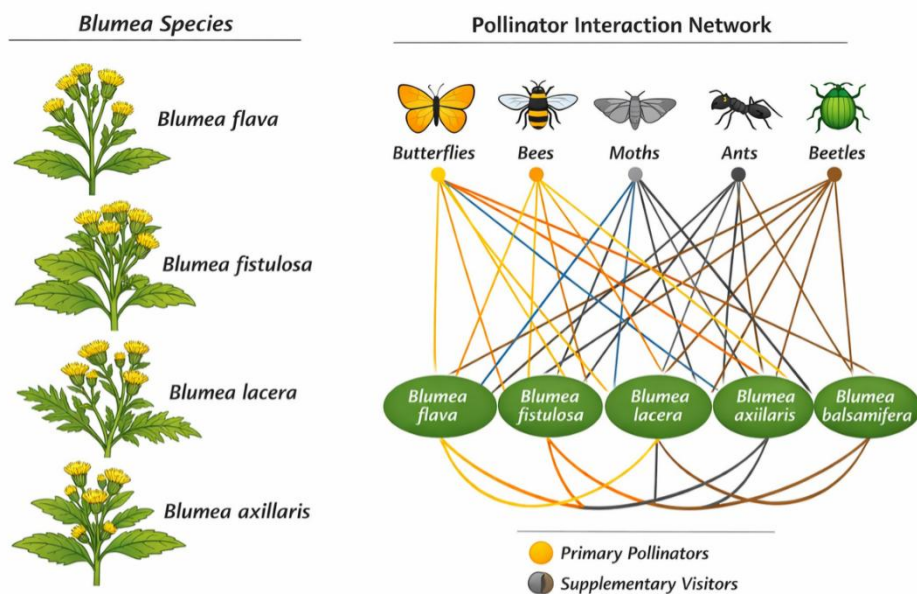 Blumea Species
Blumea flava
Blumea fistulosa
Blumea lacera
Blumea axillaris
Pollinator Interaction Network
Butterflies
Bees
Moths
Ants
Beetles
Blumea
flava
Blumea
fistulosa
Blumea
lacera
Blumea
axiilaris
Blumea
balsamifera
Primary Pollinators
Supplementary Visitors